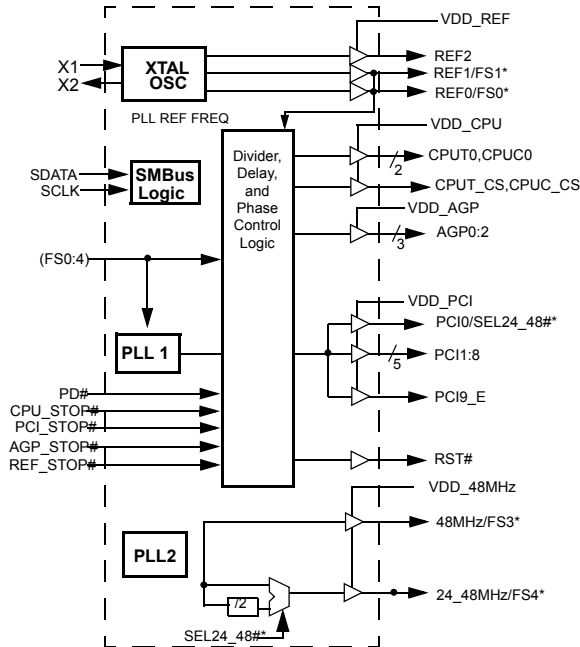 VDD_REF
X1
X2
XTAL
OSC
REF2
REF1/FS1*
REF0/FS0*
PLL REF FREQ
VDD_CPU
SDATA
SCLK
SMBus
Logic
Divider,
Delay,
and
Phase
Control
Logic
2
CPUT0,CPUC0
CPUT_CS,CPUC_CS
VDD_AGP
3
AGP0:2
(FS0:4)
VDD_PCI
PCI0/SEL24_48#*
PLL 1
5
PCI1:8
PD#
CPU_STOP#
PCI_STOP#
AGP_STOP#
REF_STOP#
PCI9_E
RST#
VDD_48MHz
48MHz/FS3*
PLL2
/2
24_48MHz/FS4*
SEL24_48#*